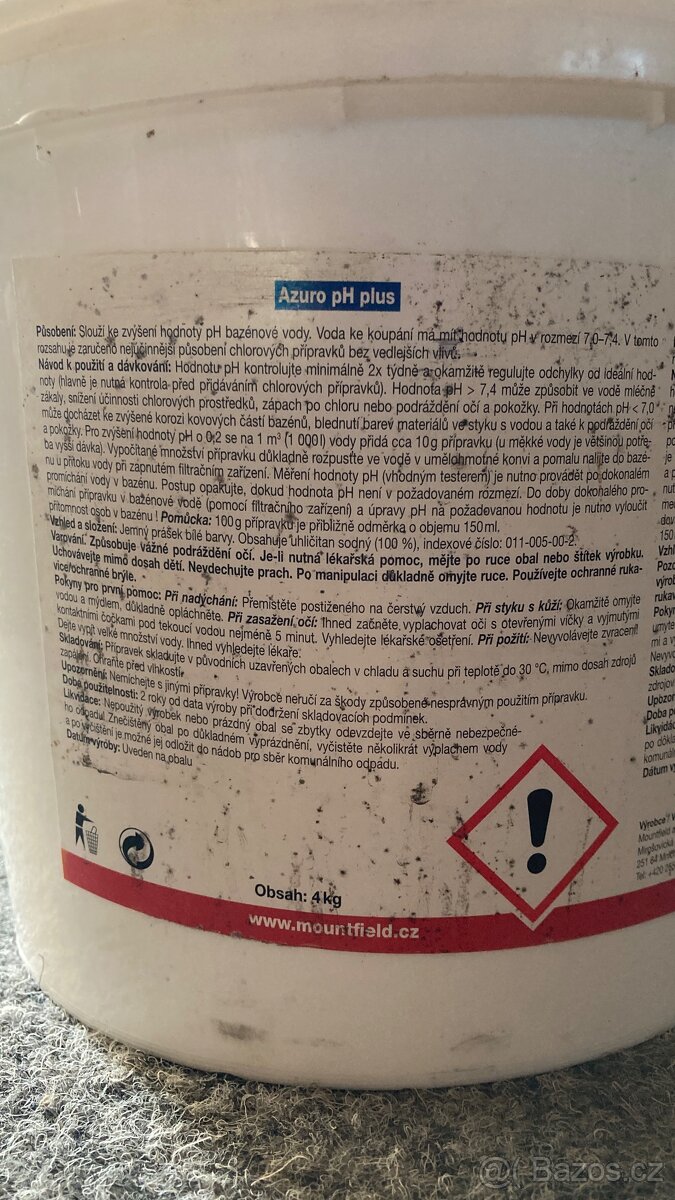 Azuro pH plus
Působení: Slouží ke zvýšení hodnoty pH bazénové vody. Voda ke koupání má mít hodnotu pH v rozmezí 7,0–7,4. V tomto
rozsahu je zaručeno nejúčinnější působení chlorových přípravků bez vedlejších vlivů.
Návod k použití a dávkování: Hodnotu pH kontrolujte minimálně 2x týdně a okamžitě regulujte odchylky od ideální hod-
noty (hlavně je nutná kontrola před přidáváním chlorových přípravků). Hodnota pH > 7,4 může způsobit ve vodě mléčné
zákaly, snížení účinnosti chlorových prostředků, zápach po chloru nebo podráždění očí a pokožky. Při hodnotách pH < 7,0
může docházet ke zvýšené korozi kovových částí bazénů, blednutí barev materiálů ve styku s vodou a také k podráždění očí
a pokožky. Pro zvýšení hodnoty pH o 0,2 se na 1 m³ (1 000 l) vody přidá cca 10 g přípravku (u měkké vody je většinou potře-
ba vyšší dávka). Vypočítané množství přípravku důkladně rozpusťte ve vodě v umělohmotné konvi a pomalu nalijte do bazé-
nu u přítoku vody při zapnutém filtračním zařízení. Měření hodnoty pH (vhodným testerem) je nutno provádět po dokonalém
promíchání vody v bazénu. Postup opakujte, dokud hodnota pH není v požadovaném rozmezí. Do doby dokonalého pro-
míchání přípravku v bazénové vodě (pomocí filtračního zařízení) a úpravy pH na požadovanou hodnotu je nutno vyloučit
přítomnost osob v bazénu! Pomůcka: 100 g přípravku je přibližně odměrka o objemu 150 ml.
Vzhled a složení: Jemný prášek bílé barvy. Obsahuje uhličitan sodný (100 %), indexové číslo: 011-005-00-2.
Varování. Způsobuje vážné podráždění očí. Je-li nutná lékařská pomoc, mějte po ruce obal nebo štítek výrobku.
Uchovávejte mimo dosah dětí. Nevdechujte prach. Po manipulaci důkladně omyjte ruce. Používejte ochranné ruka-
vice/ochranné brýle.
Pokyny pro první pomoc: Při nadýchání: Přemístěte postiženého na čerstvý vzduch. Při styku s kůží: Okamžitě omyjte
vodou a mýdlem, důkladně opláchněte. Při zasažení očí: Ihned začněte vyplachovat oči s otevřenými víčky a vyjmutými
kontaktními čočkami pod tekoucí vodou nejméně 5 minut. Vyhledejte lékařské ošetření. Při požití: Nevyvolávejte zvracení!
Dejte vypít velké množství vody. Ihned vyhledejte lékaře.
Skladování: Přípravek skladujte v původních uzavřených obalech v chladu a suchu při teplotě do 30 °C, mimo dosah zdrojů
zapálení. Chraňte před vlhkostí.
Upozornění: Nemíchejte s jinými přípravky! Výrobce neručí za škody způsobené nesprávným použitím přípravku.
Doba použitelnosti: 2 roky od data výroby při dodržení skladovacích podmínek.
Likvidace: Nepoužitý výrobek nebo prázdný obal se zbytky odevzdejte ve sběrně nebezpečné-
ho odpadu. Znečištěný obal po důkladném vyprázdnění, vyčistěte několikrát výplachem vody
a po vyčištění je možné jej odložit do nádob pro sběr komunálního odpadu.
Datum výroby: Uveden na obalu
Obsah: 4 kg
www.mountfield.cz
Bazos.cz